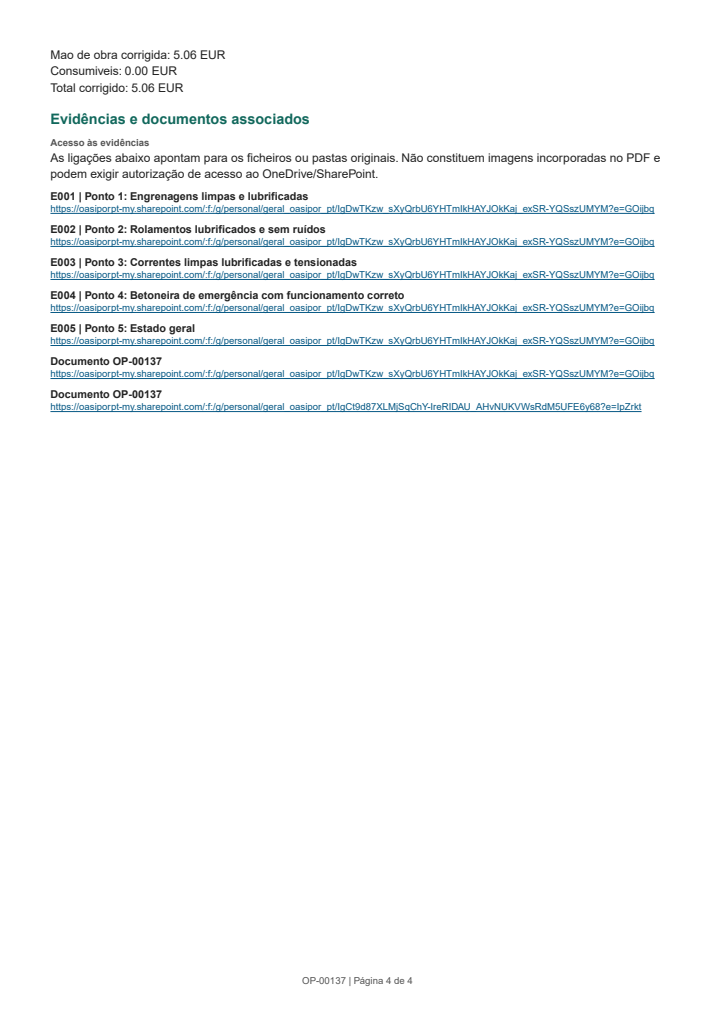 Mao de obra corrigida: 5.06 EUR
Consumiveis: 0.00 EUR
Total corrigido: 5.06 EUR
Evidências e documentos associados
Acesso às evidências
As ligações abaixo apontam para os ficheiros ou pastas originais. Não constituem imagens incorporadas no PDF e
podem exigir autorização de acesso ao OneDrive/SharePoint.
E001 | Ponto 1: Engrenagens limpas e lubrificadas
https://oasiporpt-my.sharepoint.com/:f:/g/personal/geral_oasipor_pt/IgDwTKzw_sXyQrbU6YHTmIkHAYJOkKaj_exSR-YQSszUMYM?e=GOijbq
E002 | Ponto 2: Rolamentos lubrificados e sem ruídos
https://oasiporpt-my.sharepoint.com/:f:/g/personal/geral_oasipor_pt/IgDwTKzw_sXyQrbU6YHTmIkHAYJOkKaj_exSR-YQSszUMYM?e=GOijbq
E003 | Ponto 3: Correntes limpas lubrificadas e tensionadas
https://oasiporpt-my.sharepoint.com/:f:/g/personal/geral_oasipor_pt/IgDwTKzw_sXyQrbU6YHTmIkHAYJOkKaj_exSR-YQSszUMYM?e=GOijbq
E004 | Ponto 4: Betoneira de emergência com funcionamento correto
https://oasiporpt-my.sharepoint.com/:f:/g/personal/geral_oasipor_pt/IgDwTKzw_sXyQrbU6YHTmIkHAYJOkKaj_exSR-YQSszUMYM?e=GOijbq
E005 | Ponto 5: Estado geral
https://oasiporpt-my.sharepoint.com/:f:/g/personal/geral_oasipor_pt/IgDwTKzw_sXyQrbU6YHTmIkHAYJOkKaj_exSR-YQSszUMYM?e=GOijbq
Documento OP-00137
https://oasiporpt-my.sharepoint.com/:f:/g/personal/geral_oasipor_pt/IgDwTKzw_sXyQrbU6YHTmIkHAYJOkKaj_exSR-YQSszUMYM?e=GOijbq
Documento OP-00137
https://oasiporpt-my.sharepoint.com/:f:/g/personal/geral_oasipor_pt/IgCt9d87XLMjSqChY-IreRIDAU_AHvNUKVWsRdM5UFE6y68?e=IpZrkt
OP-00137 | Página 4 de 4